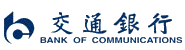 交通銀行
BANK OF COMMUNICATIONS